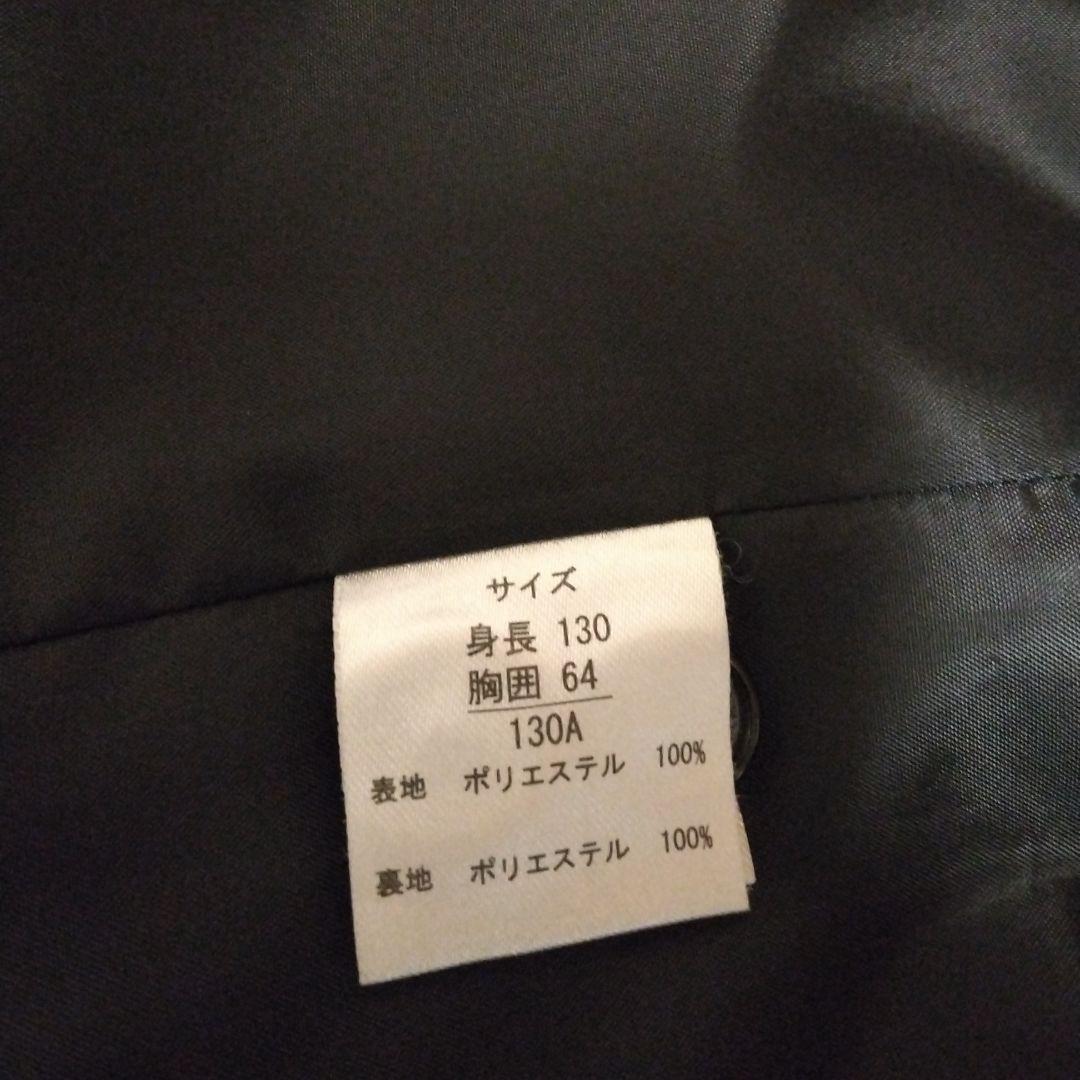 サイズ
身長 130
胸囲 64
130A
表地 ポリエステル 100%
裏地 ポリエステル 100%